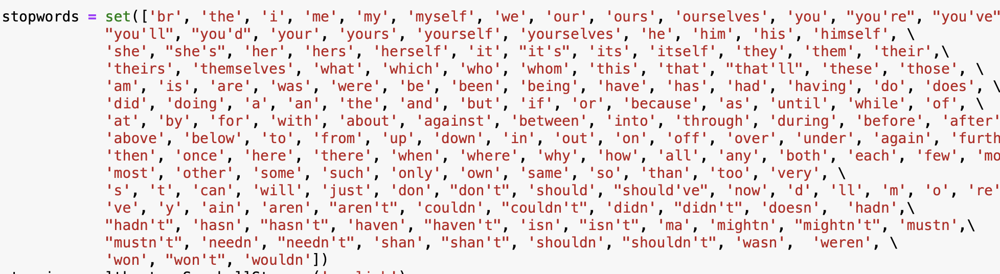 stopwords = set(['br', 'the', 'i', 'me', 'my', 'myself', 'we', 'our', 'ours', 'ourselves', 'you', "you're", "you've"
"you'll", "you'd", 'your', 'yours', 'yourself', 'yourselves', 'he', 'him', 'his', 'himself', \
'she', "she's", 'her', 'hers', 'herself', 'it', "it's", 'its', 'itself', 'they', 'them', 'their',\
'theirs', 'themselves', 'what', 'which', 'who', 'whom', 'this', 'that', "that'll", 'these', 'those', \
'am', 'is', 'are', 'was', 'were', 'be', 'been', 'being', 'have', 'has', 'had', 'having', 'do', 'does', \
'did', 'doing', 'a', 'an', 'the', 'and', 'but', 'if', 'or', 'because', 'as', 'until', 'while', 'of', \
'at', 'by', 'for', 'with', 'about', 'against', 'between', 'into', 'through', 'during', 'before', 'after'
'above', 'below', 'to', 'from', 'up', 'down', 'in', 'out', 'on', 'off', 'over', 'under', 'again', 'furth
'then', 'once', 'here', 'there', 'when', 'where', 'why', 'how', 'all', 'any', 'both', 'each', 'few', 'mo
'most', 'other', 'some', 'such', 'only', 'own', 'same', 'so', 'than', 'too', 'very', \
's', 't', 'can', 'will', 'just', 'don', "don't", 'should', "should've", 'now', 'd', 'll', 'm', 'o', 're'
've', 'y', 'ain', 'aren', "aren't", 'couldn', "couldn't", 'didn', "didn't", 'doesn',  'hadn',\
"hadn't", 'hasn', "hasn't", 'haven', "haven't", 'isn', "isn't", 'ma', 'mightn', "mightn't", 'mustn',\
"mustn't", 'needn', "needn't", 'shan', "shan't", 'shouldn', "shouldn't", 'wasn',  'weren', \
'won', "won't", 'wouldn'])